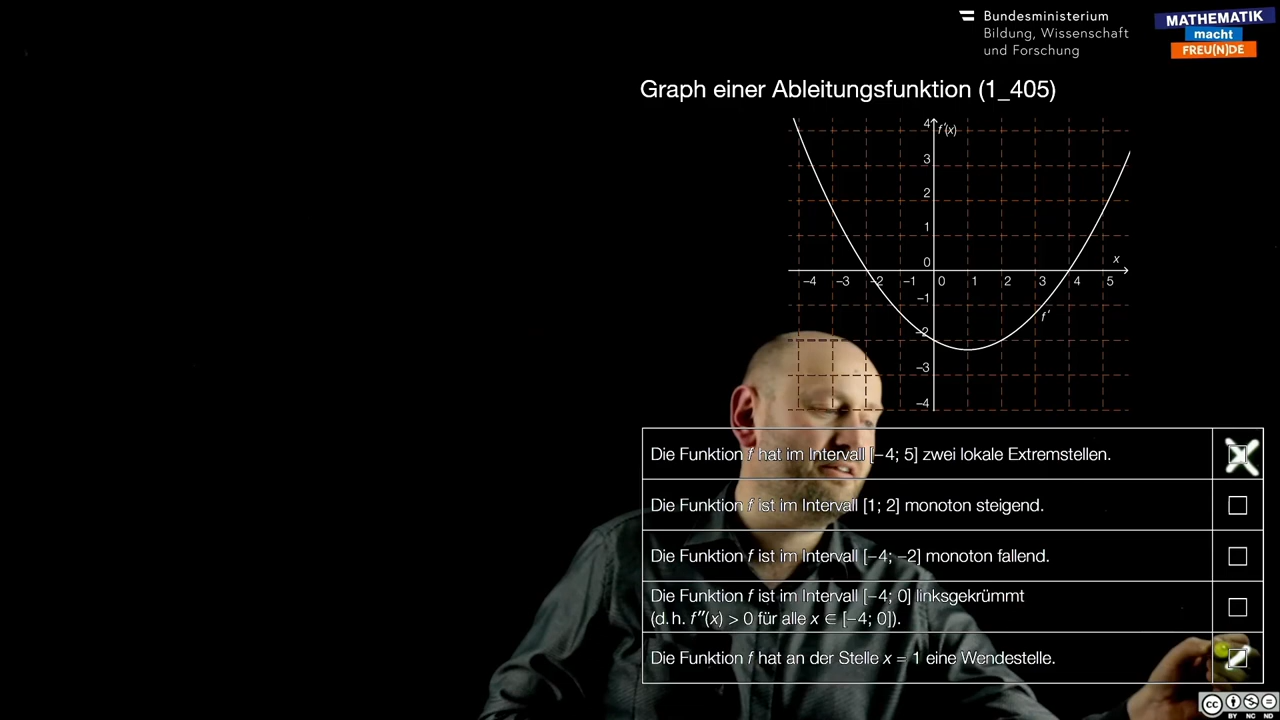 Bundesministerium
Bildung, Wissenschaft
und Forschung
MATHEMATIK
macht
FREU(N)DE
Graph einer Ableitungsfunktion (1_405)
4
f′(x)
3
2
1
0
x
−4 −3 −2 −1 0 1 2 3 4 5
−1
f′
−2
−3
−4
Die Funktion f hat im Intervall [−4; 5] zwei lokale Extremstellen.
Die Funktion f ist im Intervall [1; 2] monoton steigend.
Die Funktion f ist im Intervall [−4; −2] monoton fallend.
Die Funktion f ist im Intervall [−4; 0] linksgekrümmt
(d. h. f″(x) > 0 für alle x ∈ [−4; 0]).
Die Funktion f hat an der Stelle x = 1 eine Wendestelle.
cc
BY NC ND